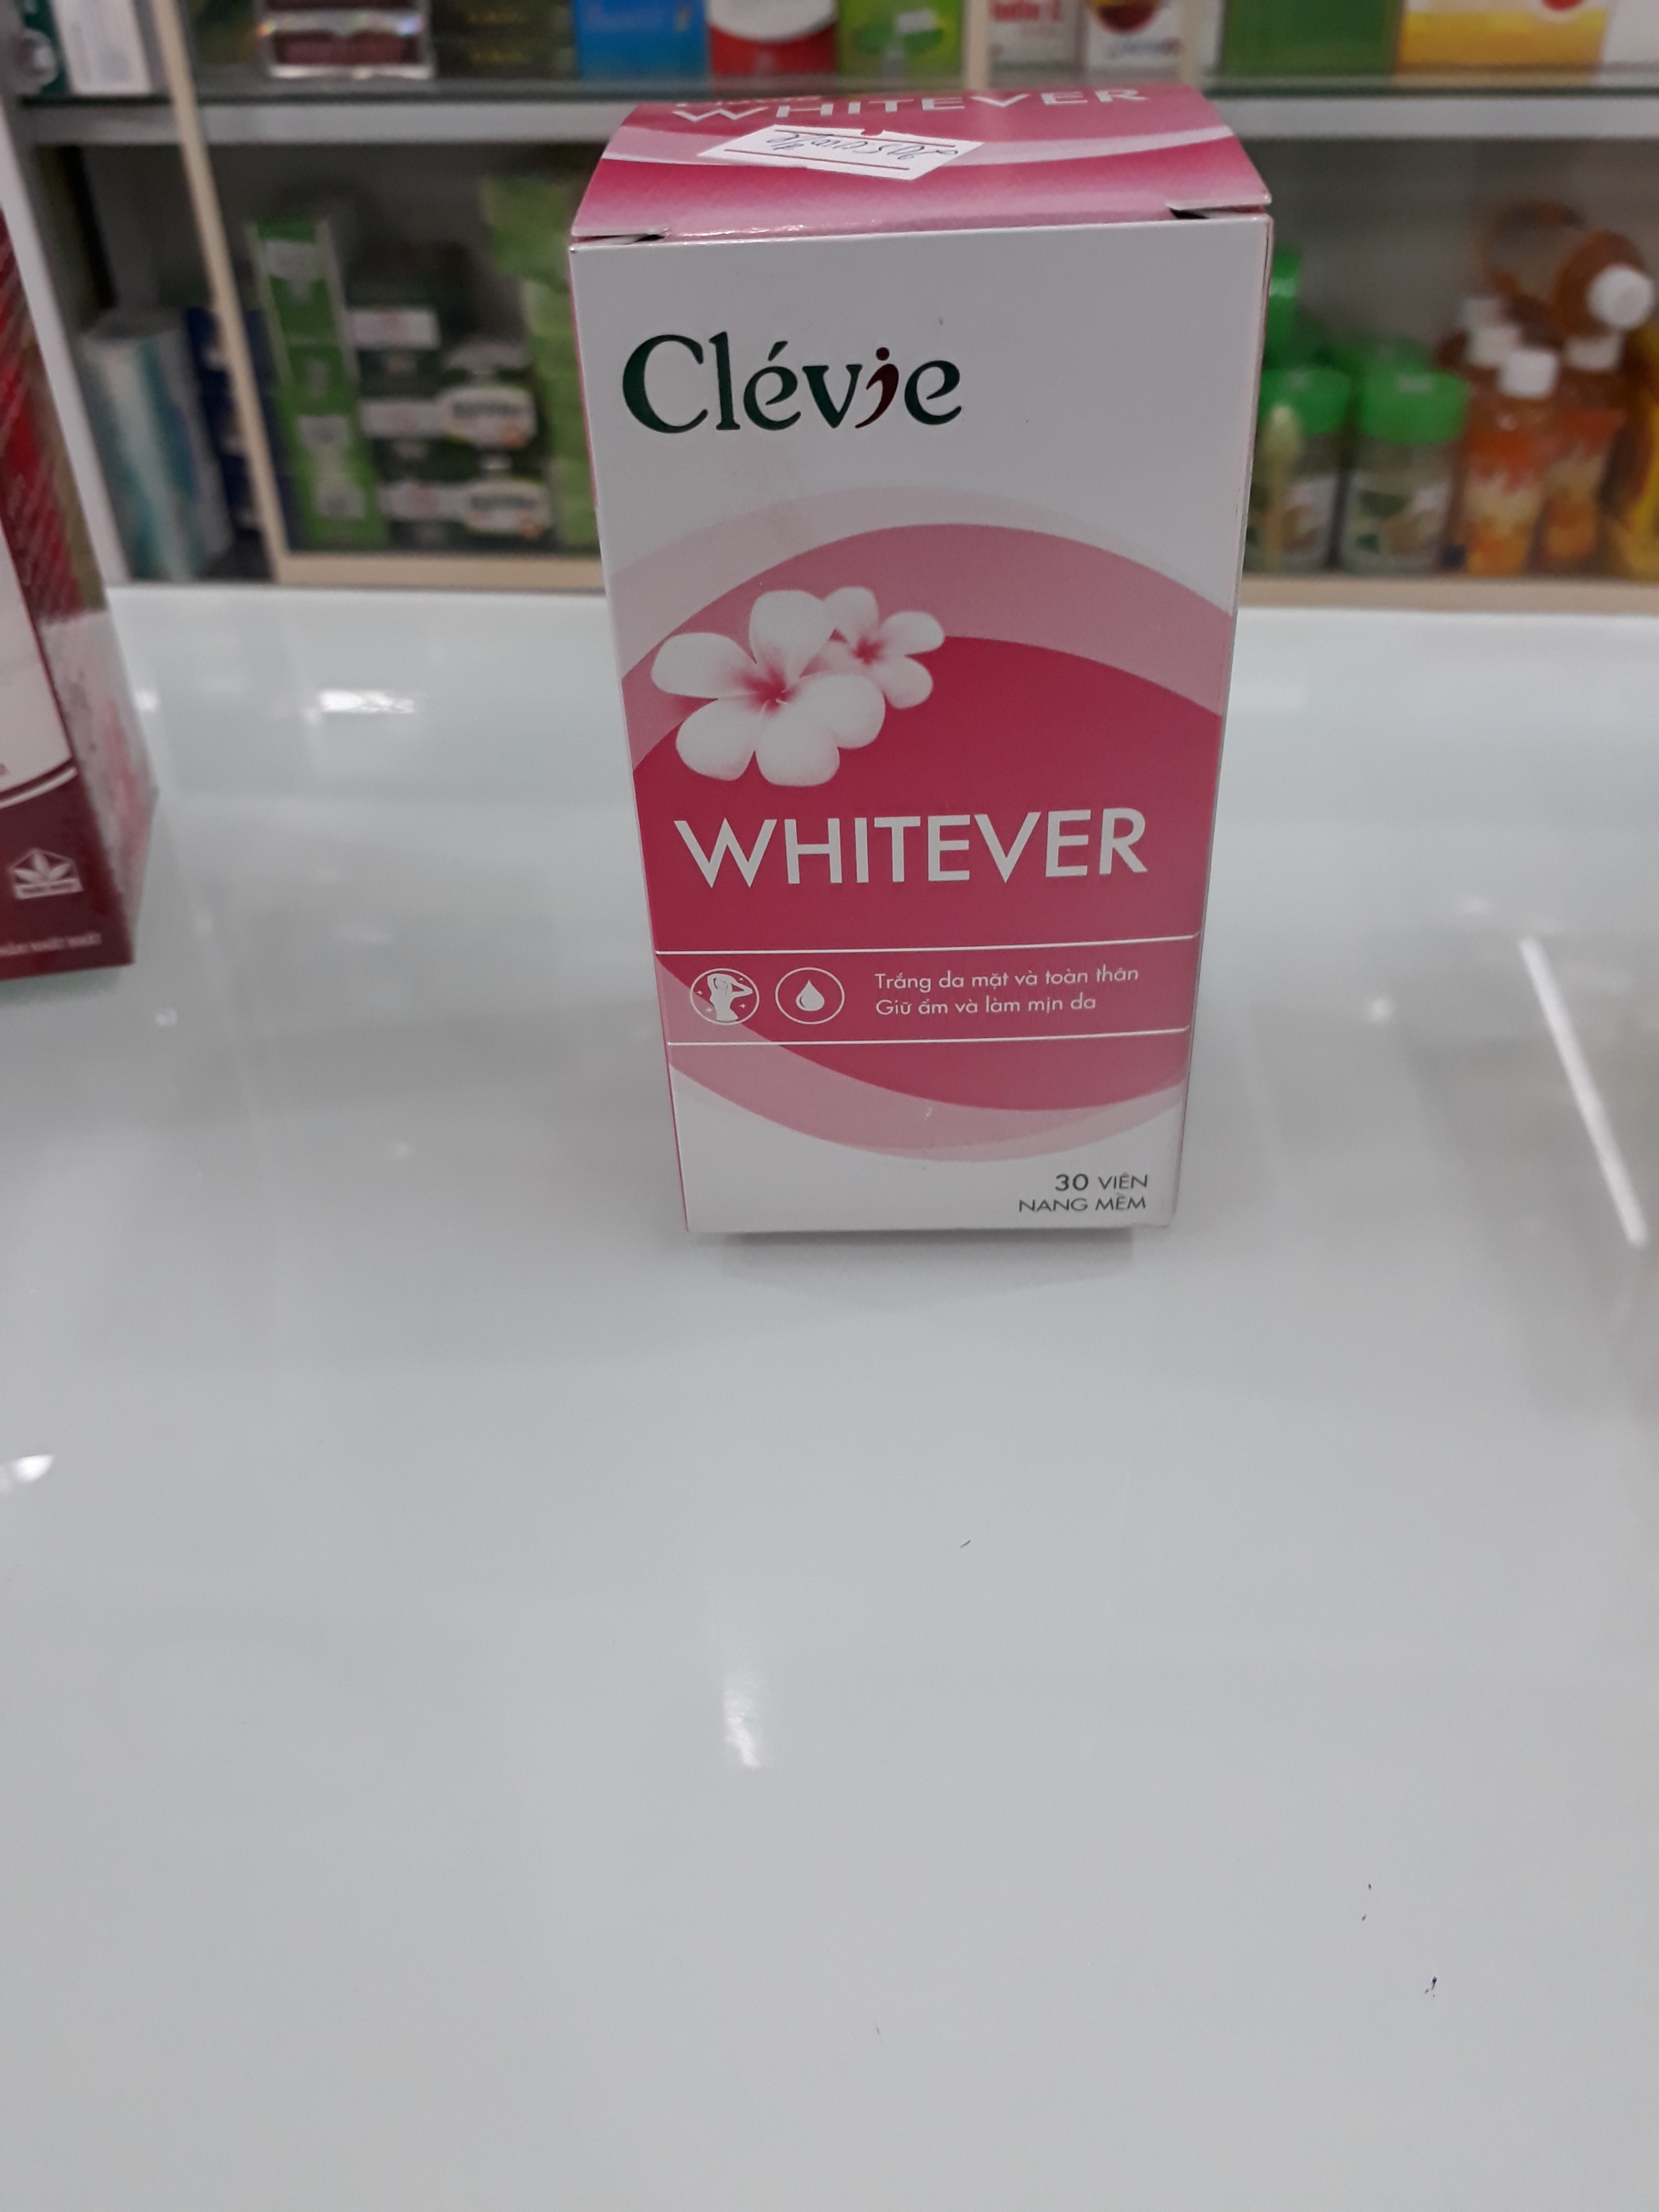 WHITEVER
Clévie
WHITEVER
Trắng da mặt và toàn thân
Giữ ẩm và làm mịn da
30 VIÊN
NANG MỀM